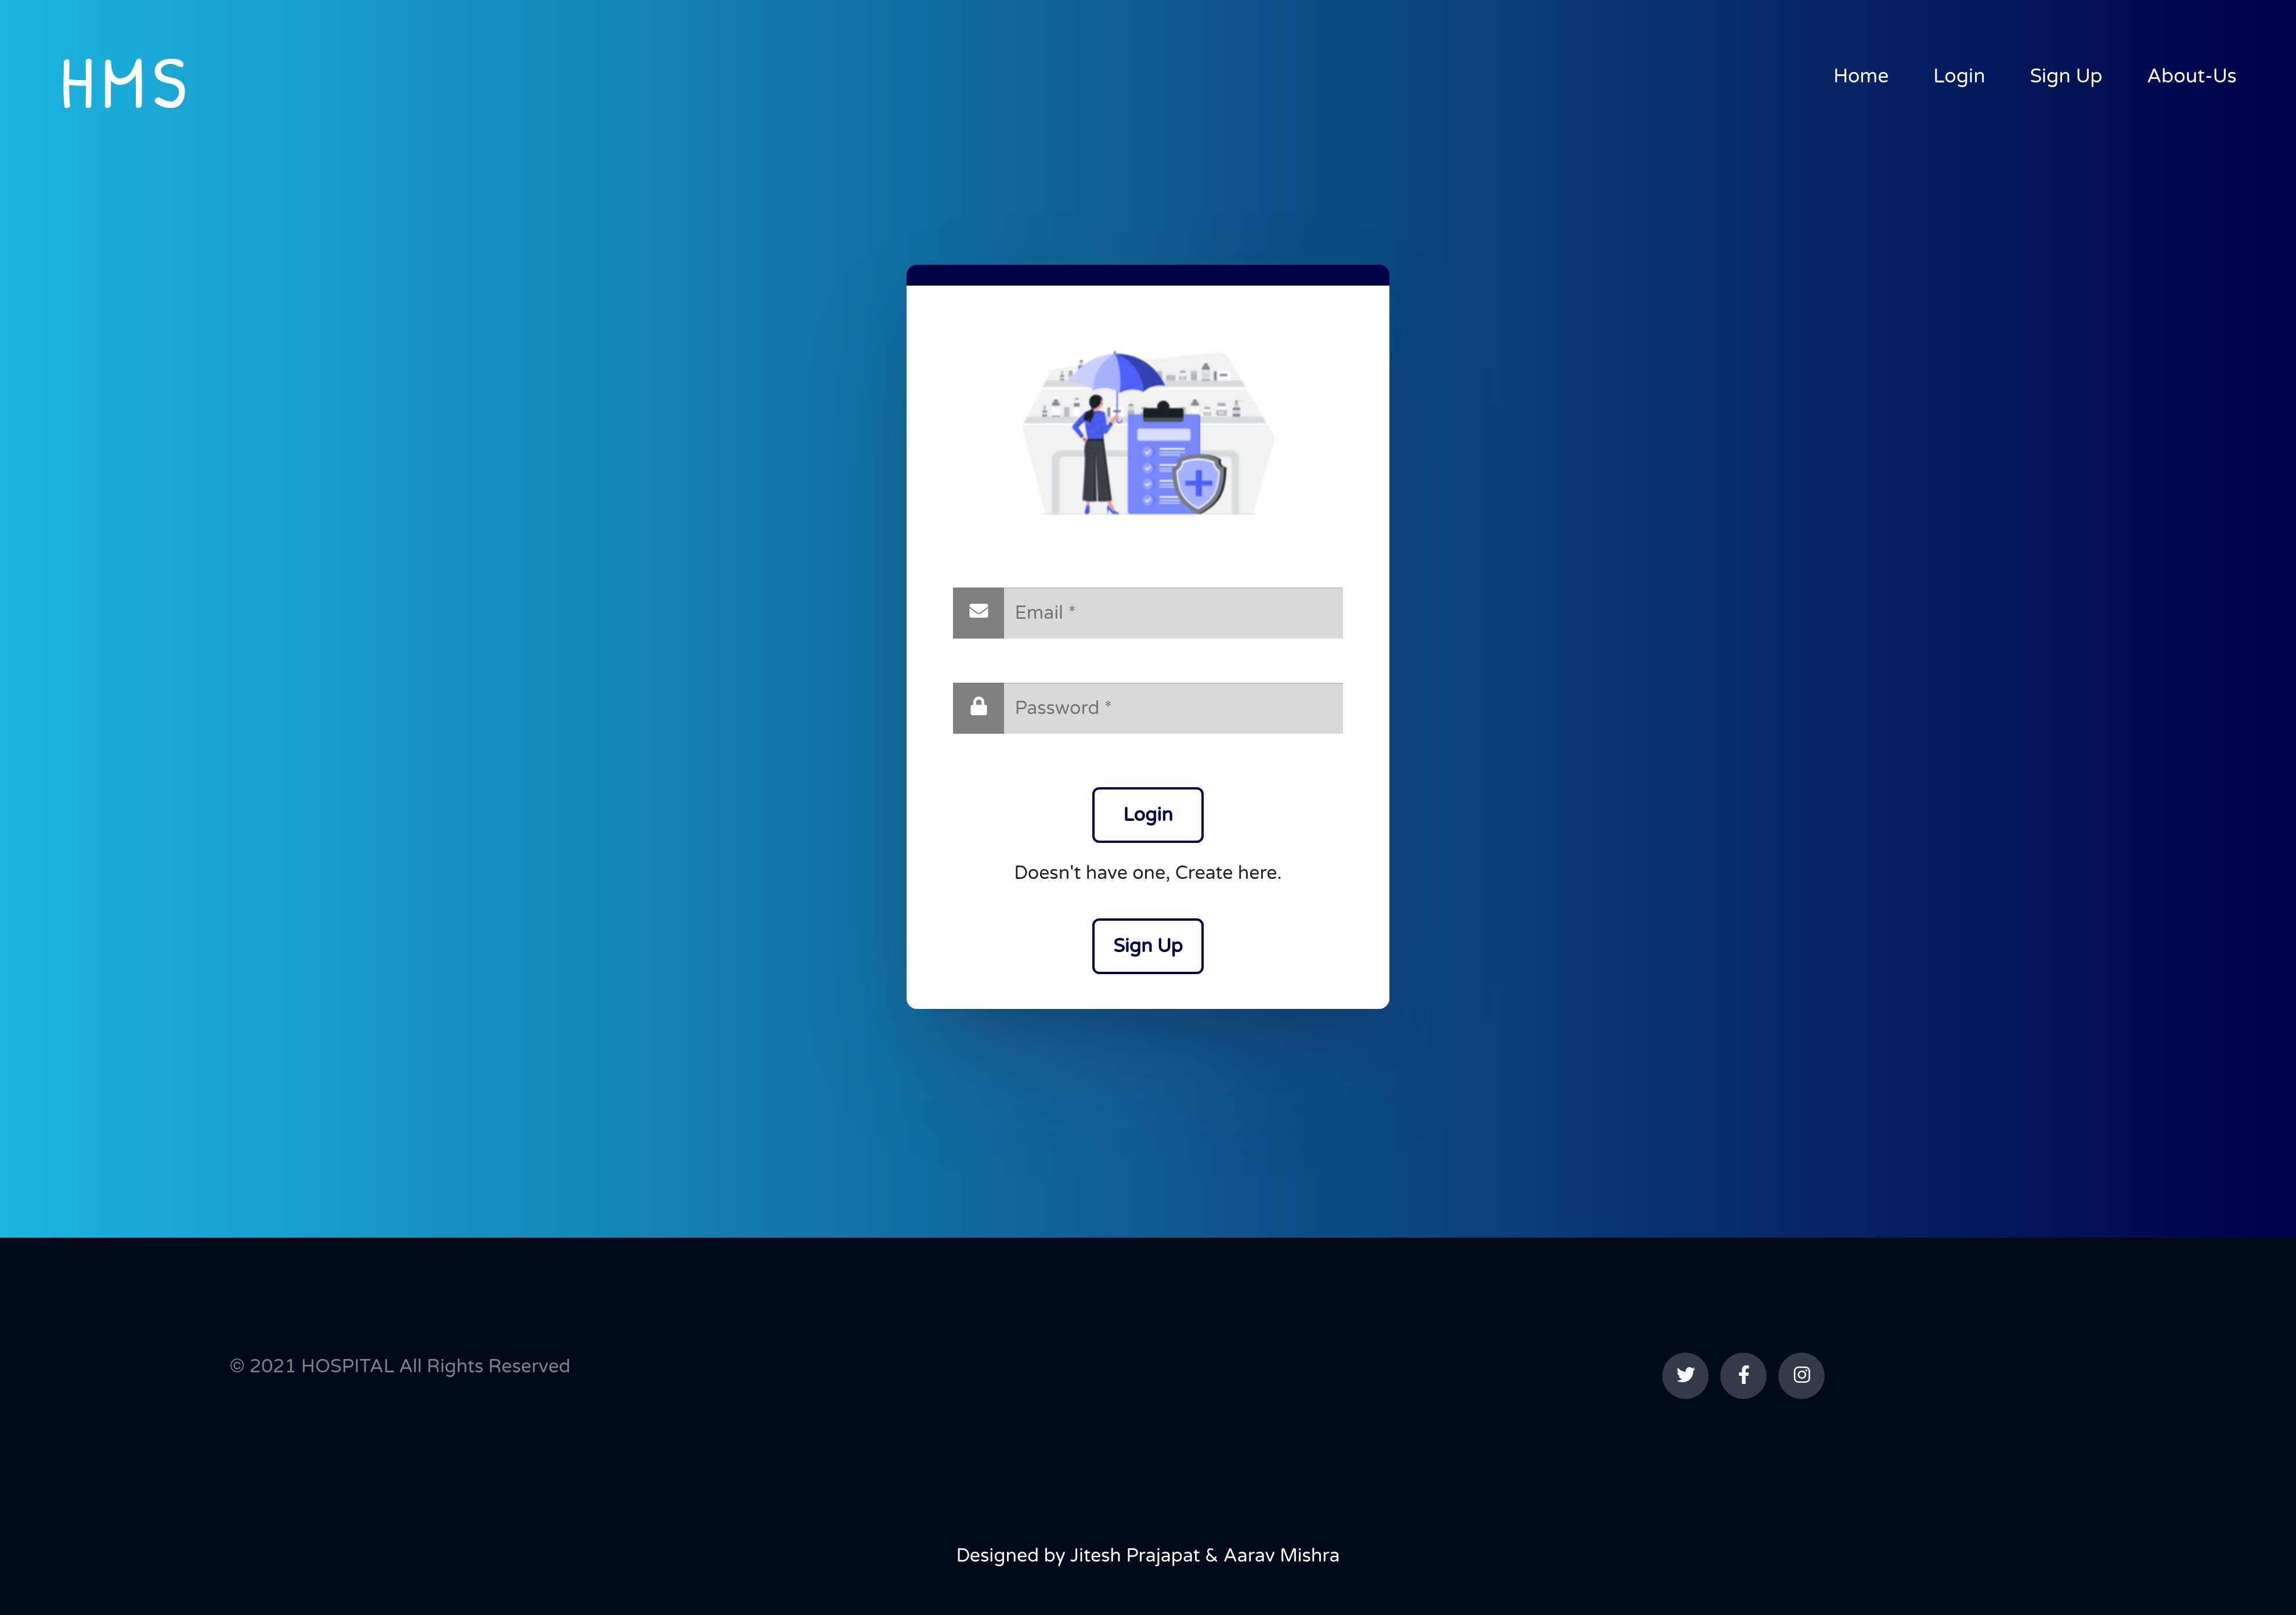 HMS
Home Login Sign Up About-Us
Email *
Password *
Login
Doesn't have one, Create here.
Sign Up
© 2021 HOSPITAL All Rights Reserved
Designed by Jitesh Prajapat & Aarav Mishra